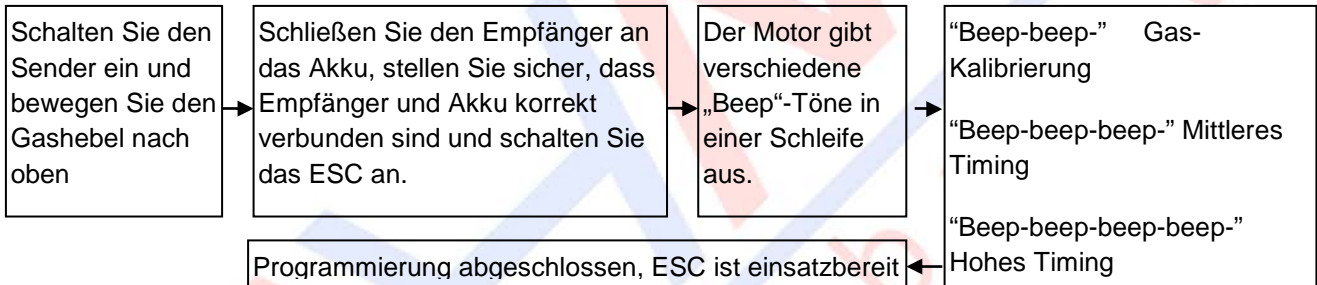 Schalten Sie den
Sender ein und
bewegen Sie den
Gashebel nach
oben
Schließen Sie den Empfänger an
das Akku, stellen Sie sicher, dass
Empfänger und Akku korrekt
verbunden sind und schalten Sie
das ESC an.
Der Motor gibt
verschiedene
„Beep“-Töne in
einer Schleife
aus.
“Beep-beep-” Gas-
Kalibrierung
“Beep-beep-beep-” Mittleres
Timing
“Beep-beep-beep-beep-”
Hohes Timing
Programmierung abgeschlossen, ESC ist einsatzbereit